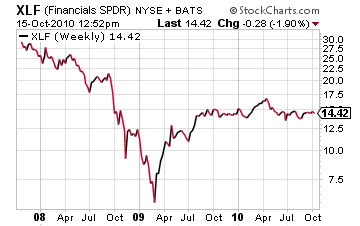 XLF (Financials SPDR) NYSE + BATS © StockCharts.com
15-Oct-2010 12:52pm Last 14.42 Chg -0.28 (-1.90%)
XLF (Weekly) 14.42
30.0
25.0
22.5
20.0
17.5
15.0
14.42
12.5
10.0
7.5
5.0
08 Apr Jul Oct 09 Apr Jul Oct 10 Apr Jul Oct